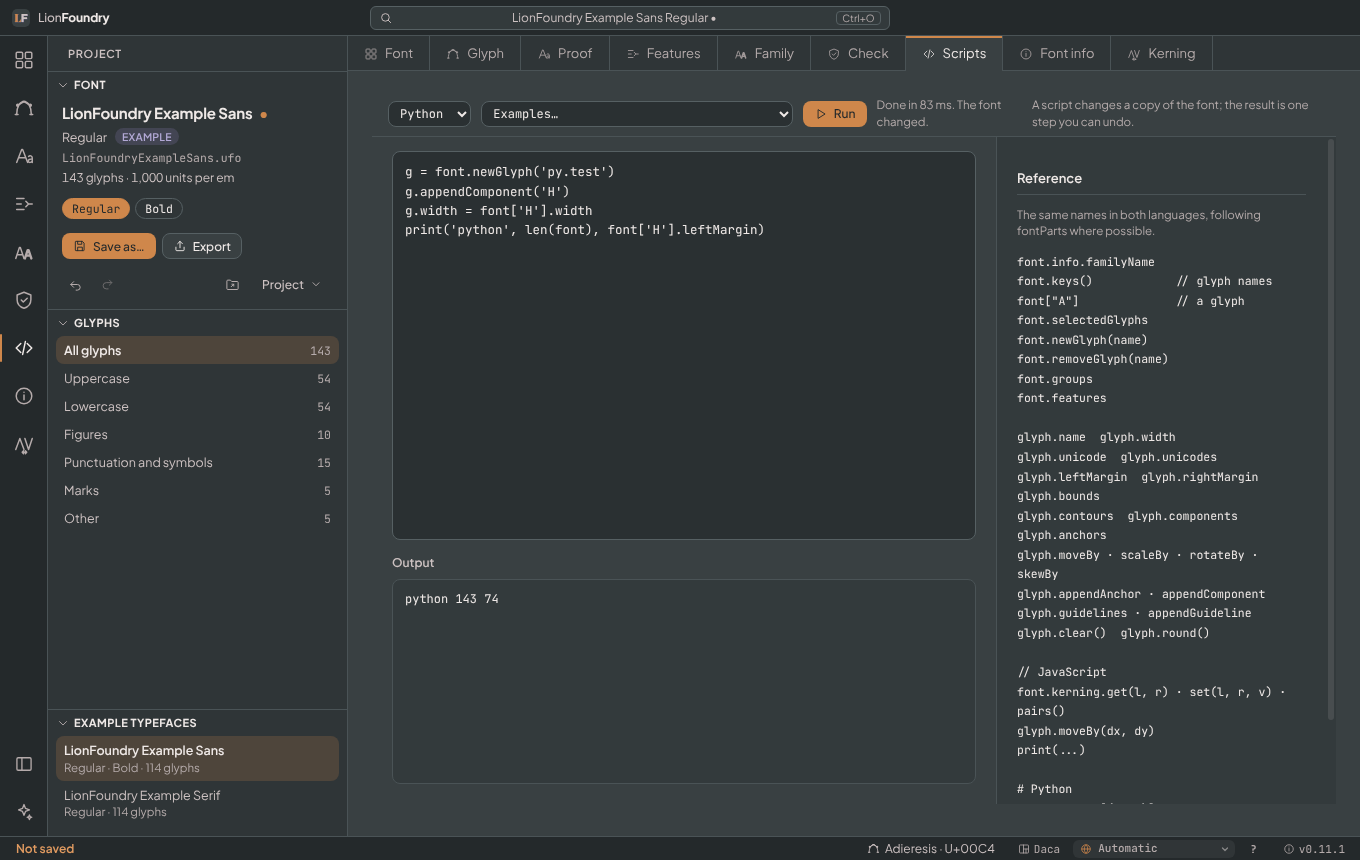 LF LionFoundry
LionFoundry Example Sans Regular •
Ctrl+O
PROJECT
FONT
LionFoundry Example Sans
Regular EXAMPLE
LionFoundryExampleSans.ufo
143 glyphs · 1,000 units per em
Regular Bold
Save as… Export
Project
GLYPHS
All glyphs 143
Uppercase 54
Lowercase 54
Figures 10
Punctuation and symbols 15
Marks 5
Other 5
EXAMPLE TYPEFACES
LionFoundry Example Sans
Regular · Bold · 114 glyphs
LionFoundry Example Serif
Regular · 114 glyphs
Font Glyph Proof Features Family Check Scripts Font info Kerning
Python Examples… Run
Done in 83 ms. The font
changed.
A script changes a copy of the font; the result is one
step you can undo.
g = font.newGlyph('py.test')
g.appendComponent('H')
g.width = font['H'].width
print('python', len(font), font['H'].leftMargin)
Output
python 143 74
Reference
The same names in both languages, following
fontParts where possible.
font.info.familyName
font.keys() // glyph names
font["A"] // a glyph
font.selectedGlyphs
font.newGlyph(name)
font.removeGlyph(name)
font.groups
font.features
glyph.name glyph.width
glyph.unicode glyph.unicodes
glyph.leftMargin glyph.rightMargin
glyph.bounds
glyph.contours glyph.components
glyph.anchors
glyph.moveBy · scaleBy · rotateBy ·
skewBy
glyph.appendAnchor · appendComponent
glyph.guidelines · appendGuideline
glyph.clear() glyph.round()
// JavaScript
font.kerning.get(l, r) · set(l, r, v) ·
pairs()
glyph.moveBy(dx, dy)
print(...)
# Python
Not saved
Adieresis · U+00C4
Daca
Automatic
?
v0.11.1